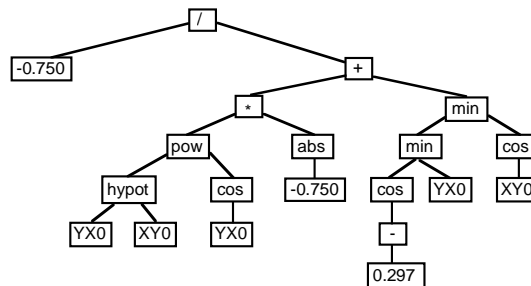 /
-0.750 +
* min
pow abs min cos
hypot cos -0.750 cos YX0 XY0
YX0 XY0 YX0 -
0.297